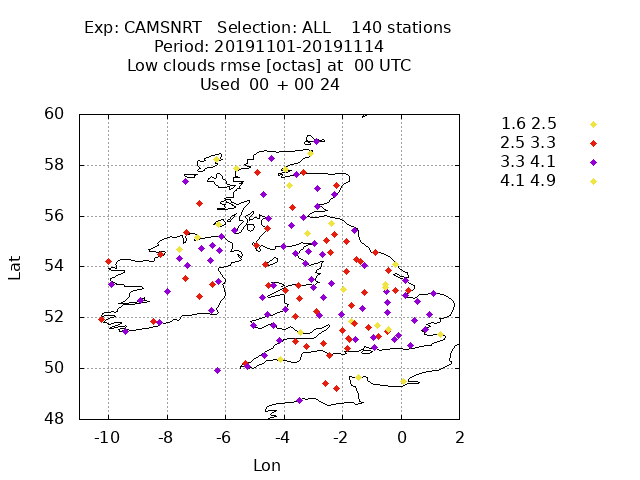 Exp: CAMSNRT   Selection: ALL    140 stations
Period: 20191101-20191114
Low clouds rmse [octas] at  00 UTC
Used  00 + 00 24
1.6 2.5
2.5 3.3
3.3 4.1
4.1 4.9
60
58
56
54
52
50
48
Lat
-10 -8 -6 -4 -2 0 2
Lon